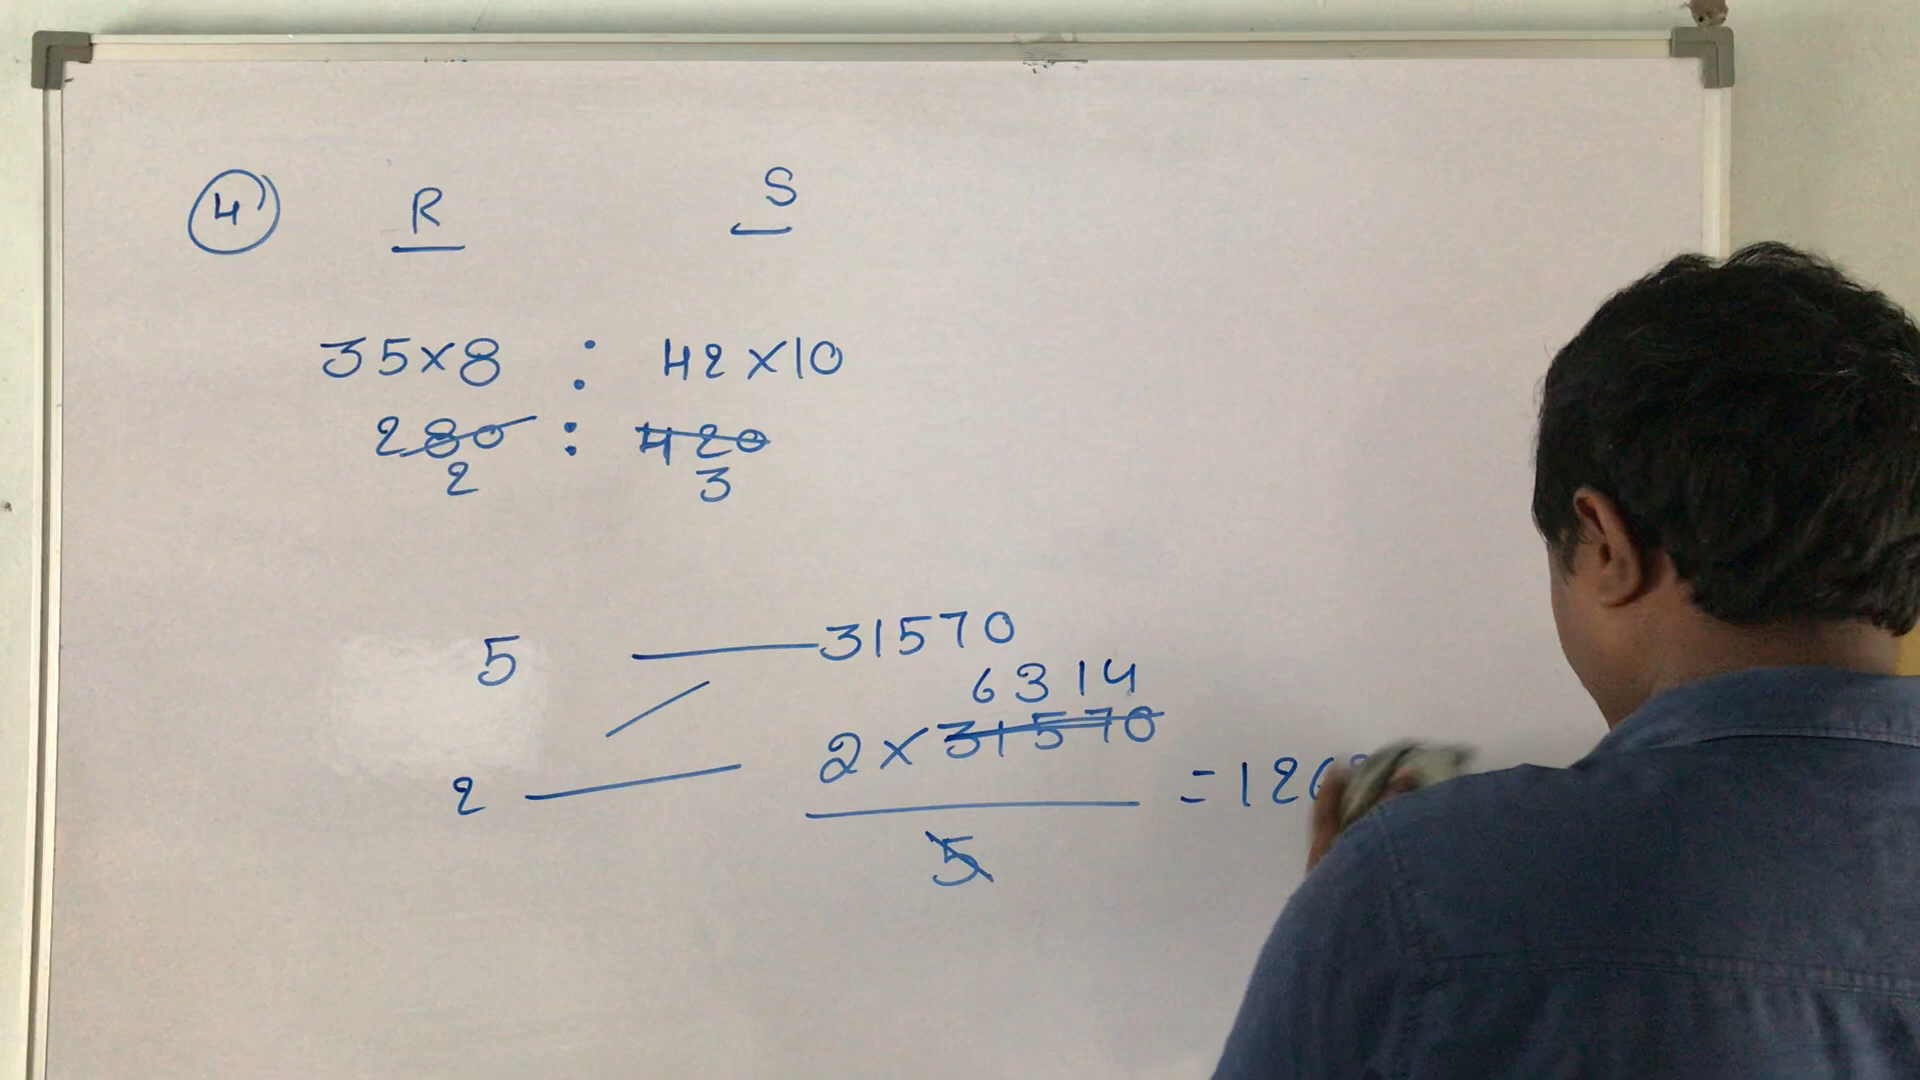 4) R S
35×8 : 42×10
280 : 420
2 3
5 31570
6314
2 2×31570 =126
5